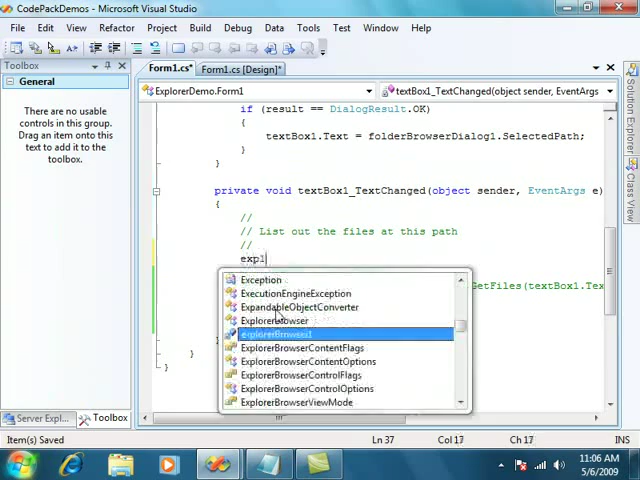 CodePackDemos - Microsoft Visual Studio
File Edit View Refactor Project Build Debug Data Tools Test Window Help
Toolbox
General
There are no usable
controls in this group.
Drag an item onto this
text to add it to the
toolbox.
Form1.cs* Form1.cs [Design]*
ExplorerDemo.Form1 textBox1_TextChanged(object sender, EventArgs
if (result == DialogResult.OK)
{
textBox1.Text = folderBrowserDialog1.SelectedPath;
}
}
private void textBox1_TextChanged(object sender, EventArgs e)
{
//
// List out the files at this path
//
expl
GetFiles(textBox1.Tex
Exception
ExecutionEngineException
ExpandableObjectConverter
ExplorerBrowser
explorerBrowser1
ExplorerBrowserContentFlags
ExplorerBrowserContentOptions
ExplorerBrowserControlFlags
ExplorerBrowserControlOptions
ExplorerBrowserViewMode
}
}
Solution Explorer
Class View
Server Expl... Toolbox
Item(s) Saved Ln 37 Col 17 Ch 17 INS
11:06 AM
5/6/2009